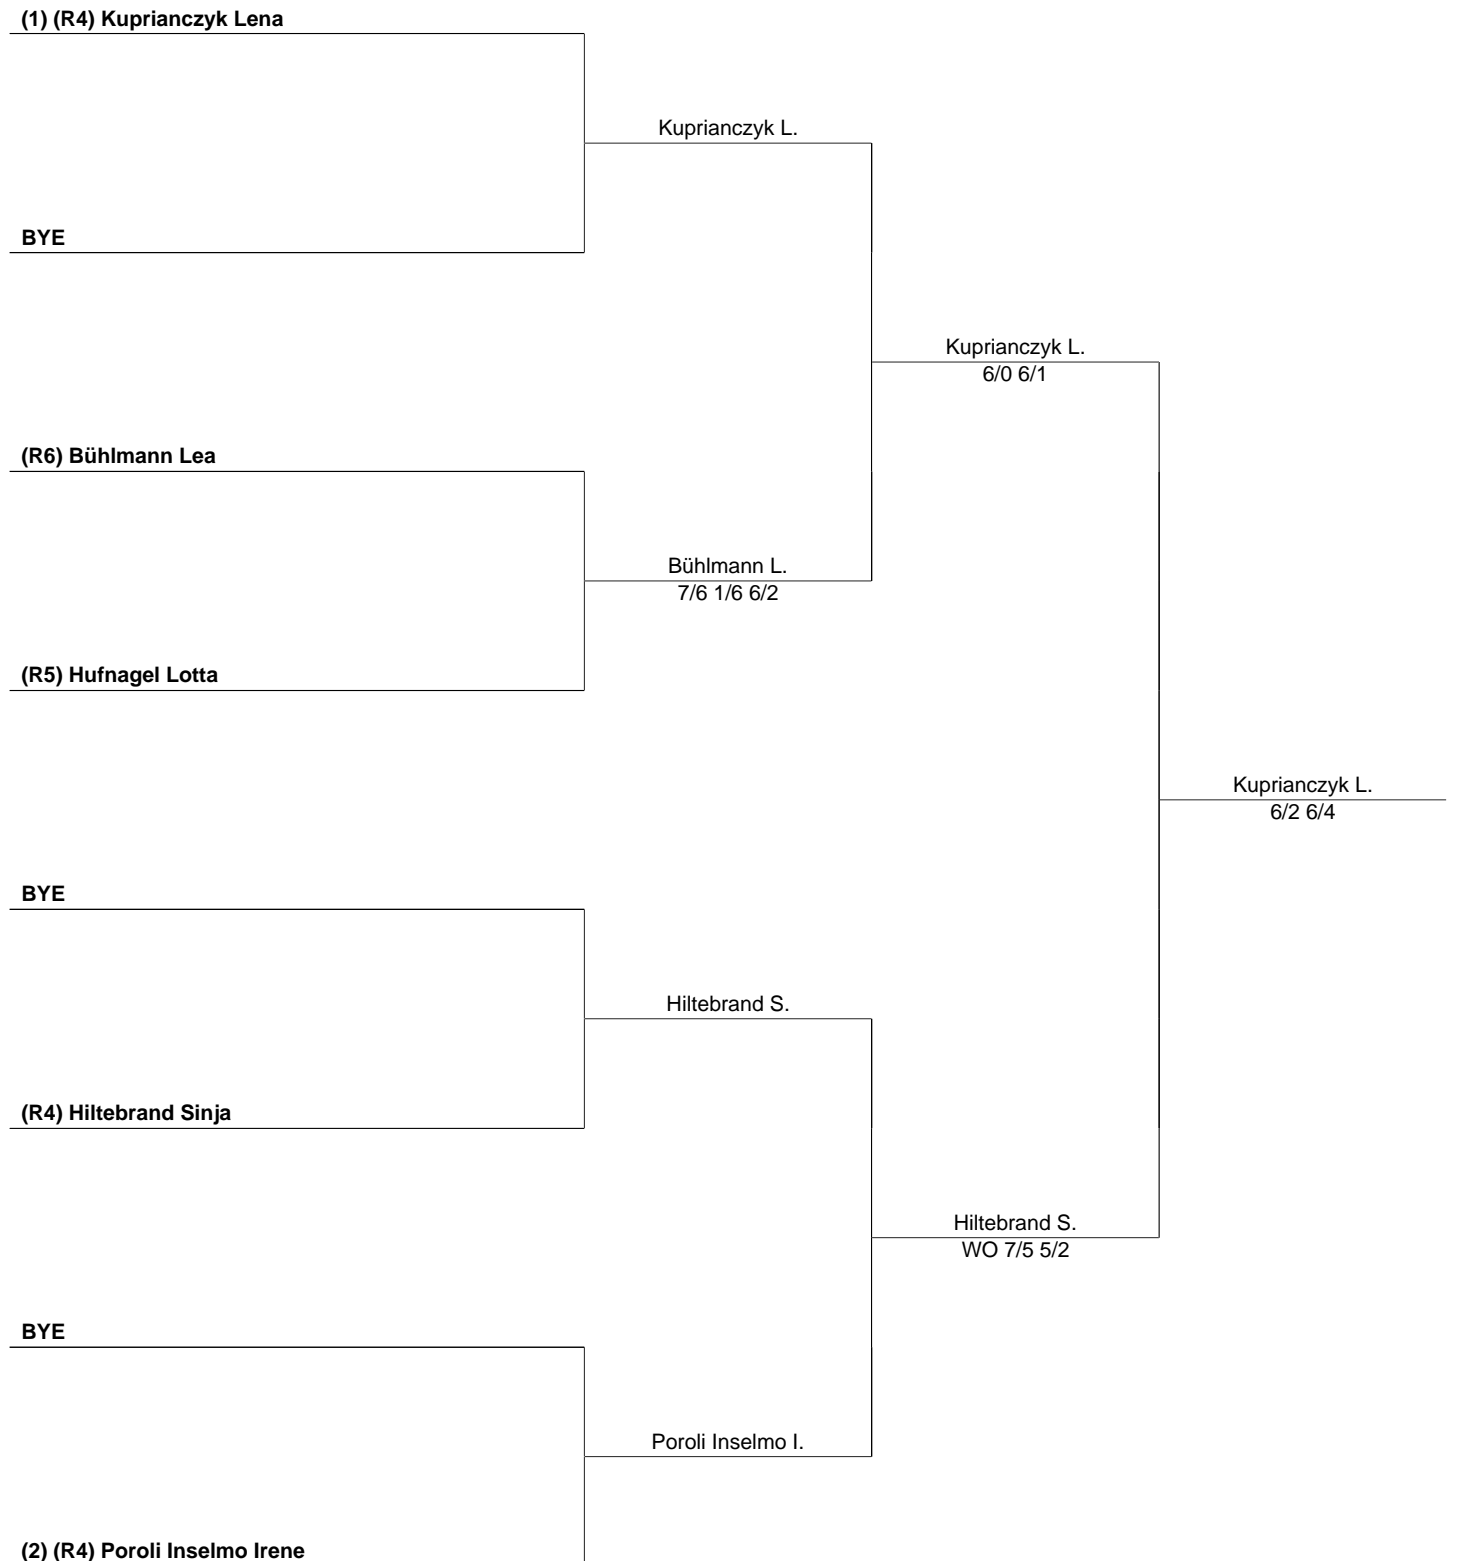 (1) (R4) Kuprianczyk Lena
Kuprianczyk L.
BYE
Kuprianczyk L.
6/0 6/1
(R6) Bühlmann Lea
Bühlmann L.
7/6 1/6 6/2
(R5) Hufnagel Lotta
Kuprianczyk L.
6/2 6/4
BYE
Hiltebrand S.
(R4) Hiltebrand Sinja
Hiltebrand S.
WO 7/5 5/2
BYE
Poroli Inselmo I.
(2) (R4) Poroli Inselmo Irene